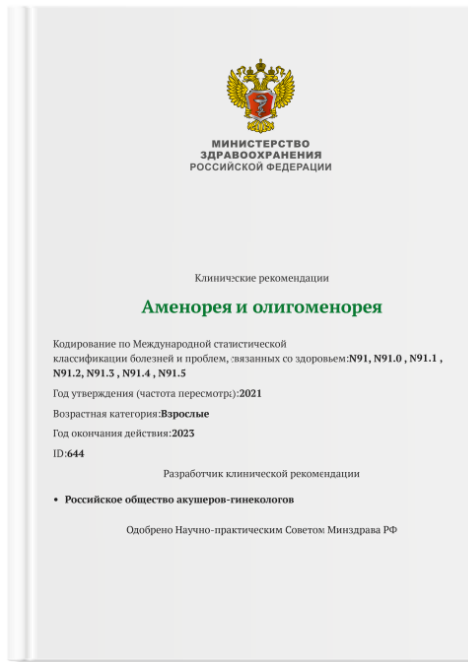 МИНИСТЕРСТВО
ЗДРАВООХРАНЕНИЯ
РОССИЙСКОЙ ФЕДЕРАЦИИ
Клинические рекомендации
Аменорея и олигоменорея
Кодирование по Международной статистической
классификации болезней и проблем, связанных со здоровьем:N91, N91.0 , N91.1 ,
N91.2, N91.3 , N91.4 , N91.5
Год утверждения (частота пересмотра):2021
Возрастная категория:Взрослые
Год окончания действия:2023
ID:644
Разработчик клинической рекомендации
• Российское общество акушеров-гинекологов
Одобрено Научно-практическим Советом Минздрава РФ